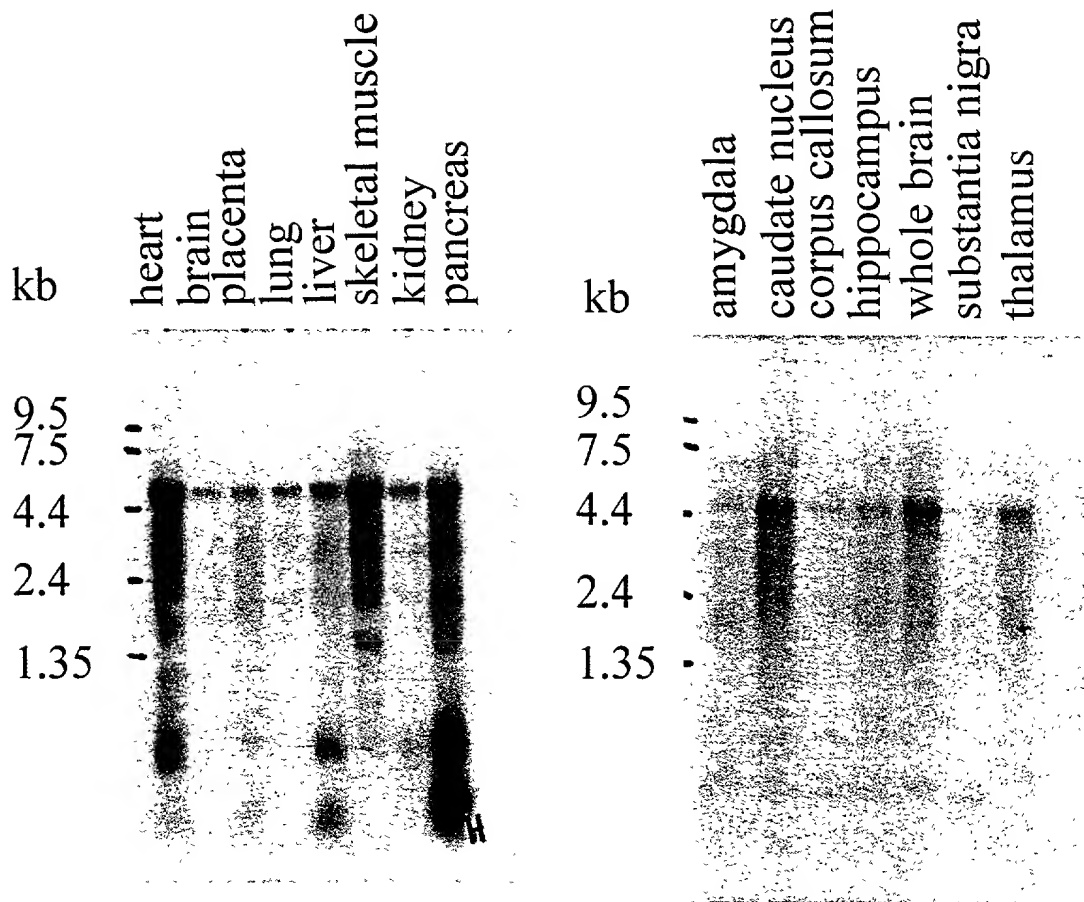 kb
heart
brain
placenta
lung
liver
skeletal muscle
kidney
pancreas
9.5
7.5
4.4
2.4
1.35
H
kb
amygdala
caudate nucleus
corpus callosum
hippocampus
whole brain
substantia nigra
thalamus
9.5
7.5
4.4
2.4
1.35